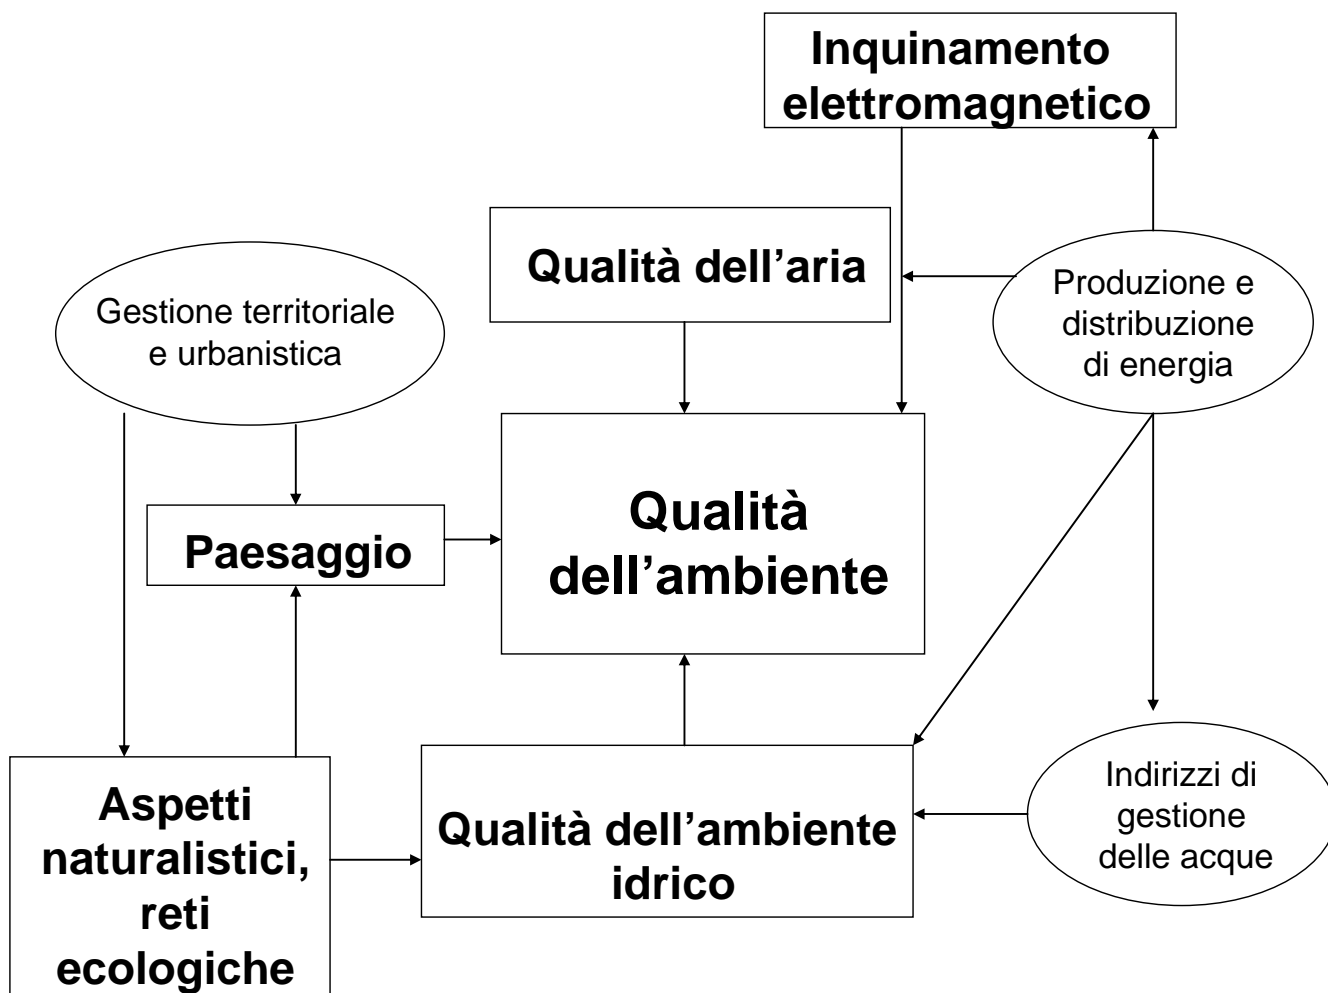 Inquinamento
elettromagnetico
Qualità dell’aria
Produzione e
distribuzione
di energia
Gestione territoriale
e urbanistica
Qualità
dell’ambiente
Paesaggio
Aspetti
naturalistici,
reti
ecologiche
Qualità dell’ambiente
idrico
Indirizzi di
gestione
delle acque